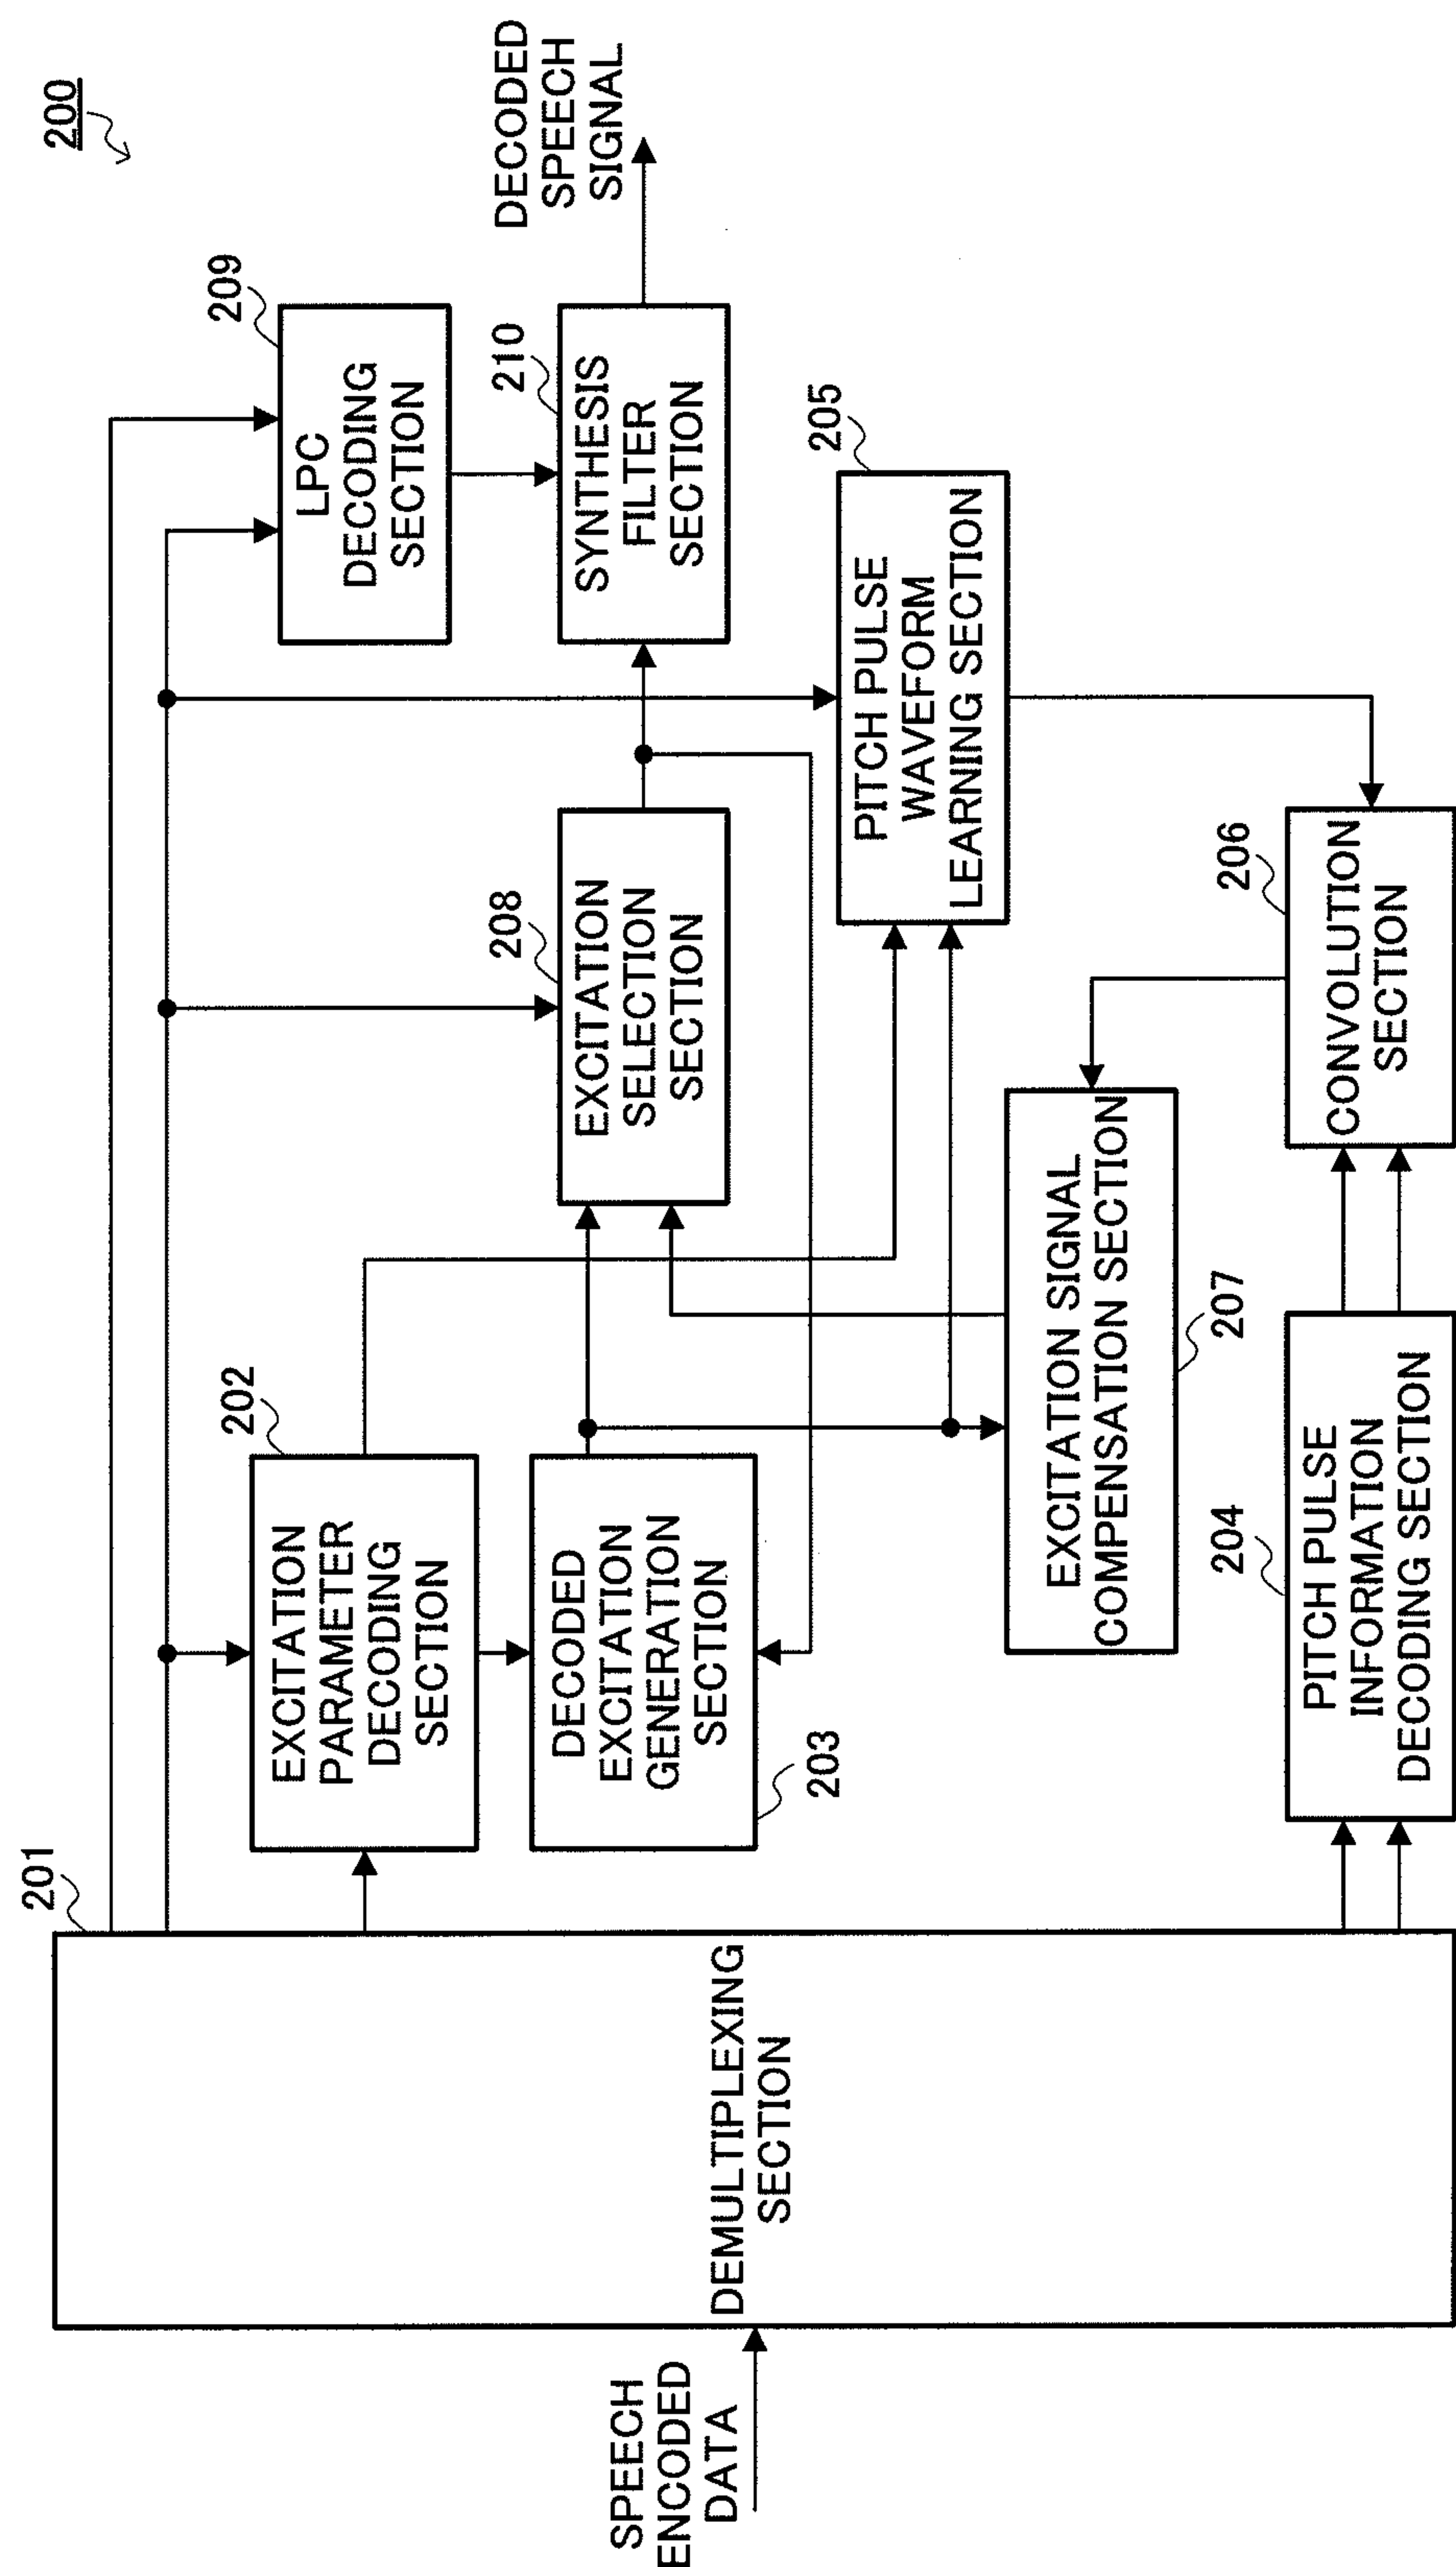 200
SPEECH
ENCODED
DATA
201
DEMULTIPLEXING
SECTION
202
EXCITATION
PARAMETER
DECODING
SECTION
DECODED
EXCITATION
GENERATION
SECTION
203
204
PITCH PULSE
INFORMATION
DECODING SECTION
EXCITATION SIGNAL
COMPENSATION SECTION
207
208
EXCITATION
SELECTION
SECTION
206
CONVOLUTION
SECTION
205
PITCH PULSE
WAVEFORM
LEARNING SECTION
209
LPC
DECODING
SECTION
210
SYNTHESIS
FILTER
SECTION
DECODED
SPEECH
SIGNAL